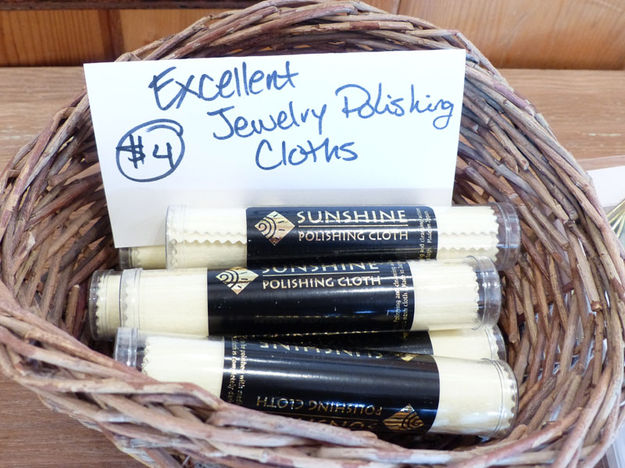 Excellent
Jewelry Polishing
$4
Cloths
SUNSHINE
POLISHING CLOTH
SUNSHINE
POLISHING CLOTH
SUNSHINE
POLISHING CLOTH